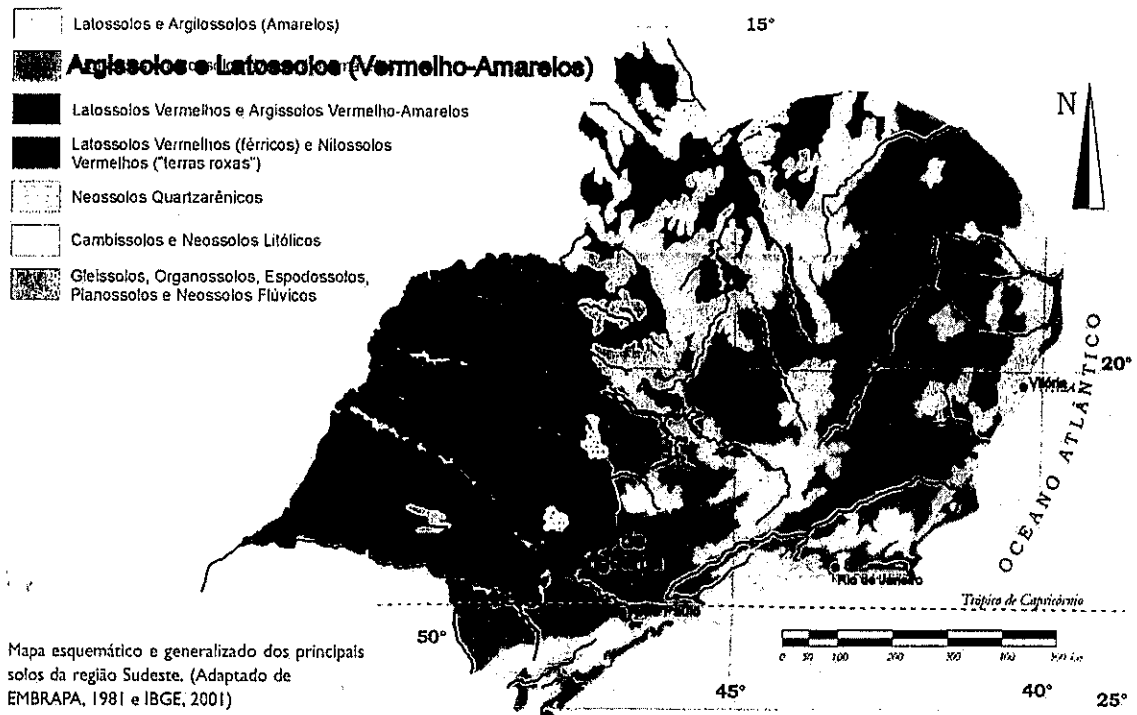 Latossolos e Argilossolos (Amarelos)
Argissolos e Latossolos (Vermelho-Amarelos)
Latossolos Vermelhos e Argissolos Vermelho-Amarelos
Latossolos Vermelhos (férricos) e Nilossolos
Vermelhos ("terras roxas")
Neossolos Quartzarênicos
Cambissolos e Neossolos Litólicos
Gleissolos, Organossolos, Espodossolos,
Planossolos e Neossolos Flúvicos
15°
N
20°
Vitória
OCEANO ATLÂNTICO
Rio de Janeiro
Trópico de Capricórnio
50°
0 50 100 200 300 400
45°
40°
25°
Mapa esquemático e generalizado dos principais
solos da região Sudeste. (Adaptado de
EMBRAPA, 1981 e IBGE, 2001)